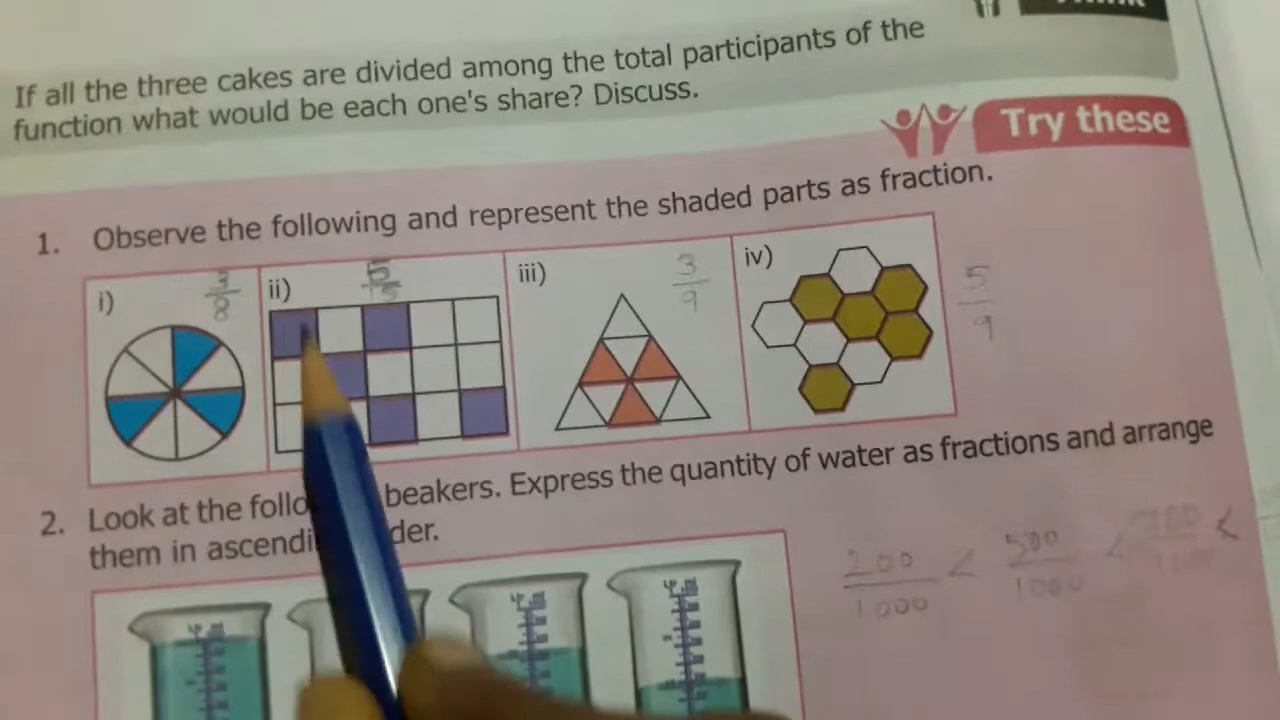 If all the three cakes are divided among the total participants of the
function what would be each one's share? Discuss.
Try these
1. Observe the following and represent the shaded parts as fraction.
i) 3/8
ii) 5/15
iii) 3/9
iv) 5/9
2. Look at the beakers. Express the quantity of water as fractions and arrange
them in
200/1000 < 500/1000 < <